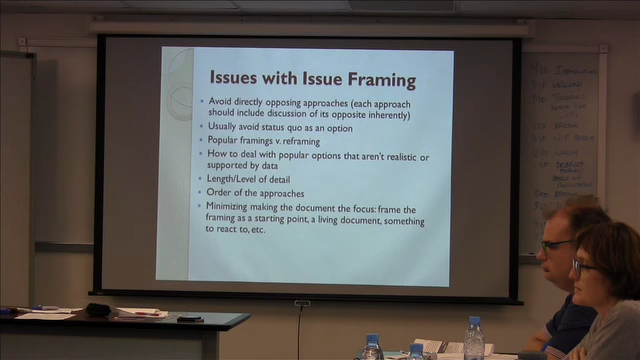 Issues with Issue Framing
• Avoid directly opposing approaches (each approach
should include discussion of its opposite inherently)
• Usually avoid status quo as an option
• Popular framings v. reframing
• How to deal with popular options that aren't realistic or
supported by data
• Length/Level of detail
• Order of the approaches
• Minimizing making the document the focus: frame the
framing as a starting point, a living document, something
to react to, etc.